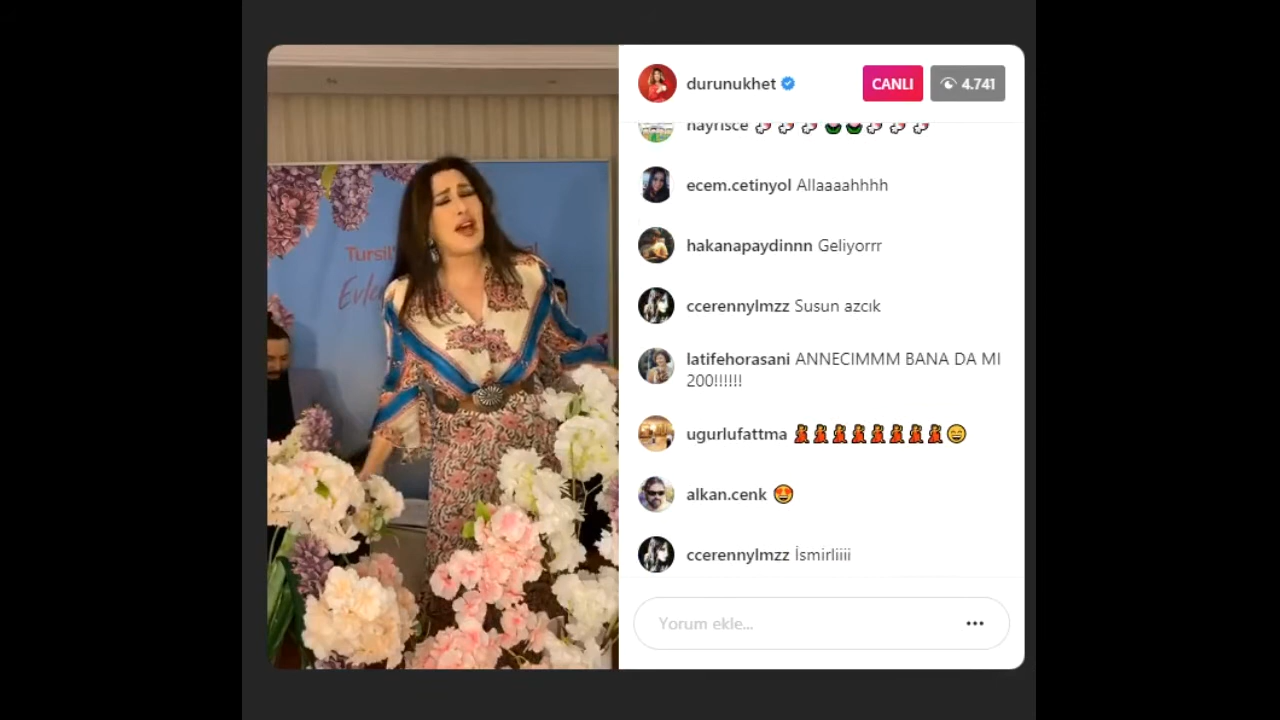 durunukhet
CANLI
4.741
hayrisce
ecem.cetinyol Allaaaahhhh
hakanapaydinnn Geliyorrr
ccerennylmzz Susun azcık
latifehorasani ANNECIMMM BANA DA MI
200!!!!!!
ugurlufattma
alkan.cenk
ccerennylmzz İsmirliiii
Yorum ekle...
Tursil'